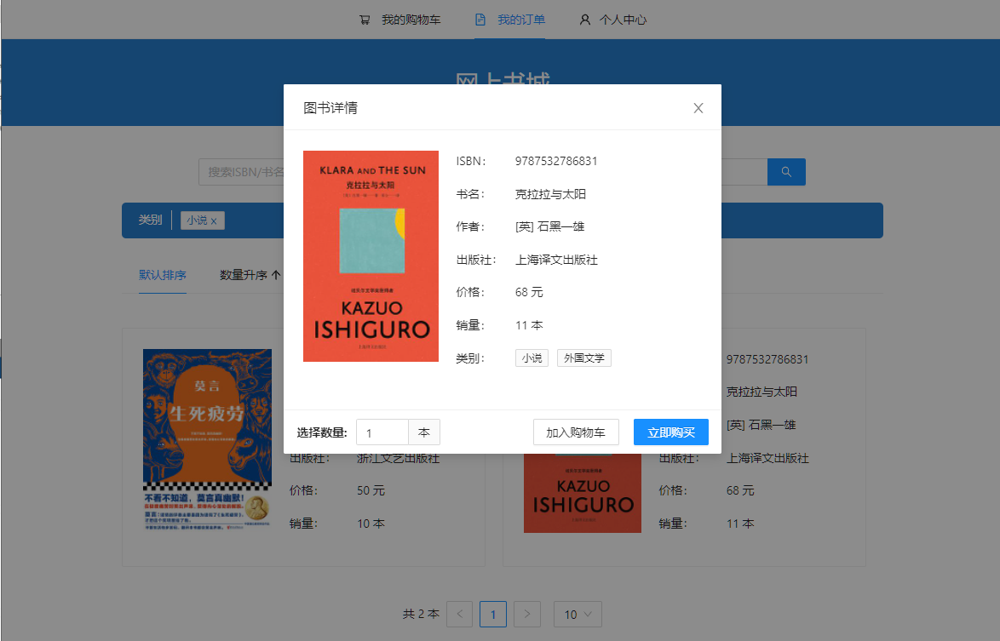 我的购物车 我的订单 个人中心
网上书城
图书详情
搜索ISBN/书名
类别 小说 x
默认排序 数量升序
KLARA AND THE SUN
克拉拉与太阳
KAZUO
ISHIGURO
ISBN: 9787532786831
书名: 克拉拉与太阳
作者: [英] 石黑一雄
出版社: 上海译文出版社
价格: 68 元
销量: 11 本
类别: 小说 外国文学
选择数量: 1 本 加入购物车 立即购买
莫言
生死疲劳
不看不知道，莫言真幽默！
出版社: 浙江文艺出版社
价格: 50 元
销量: 10 本
KAZUO
ISHIGURO
9787532786831
克拉拉与太阳
[英] 石黑一雄
出版社: 上海译文出版社
价格: 68 元
销量: 11 本
共 2 本 < 1 > 10